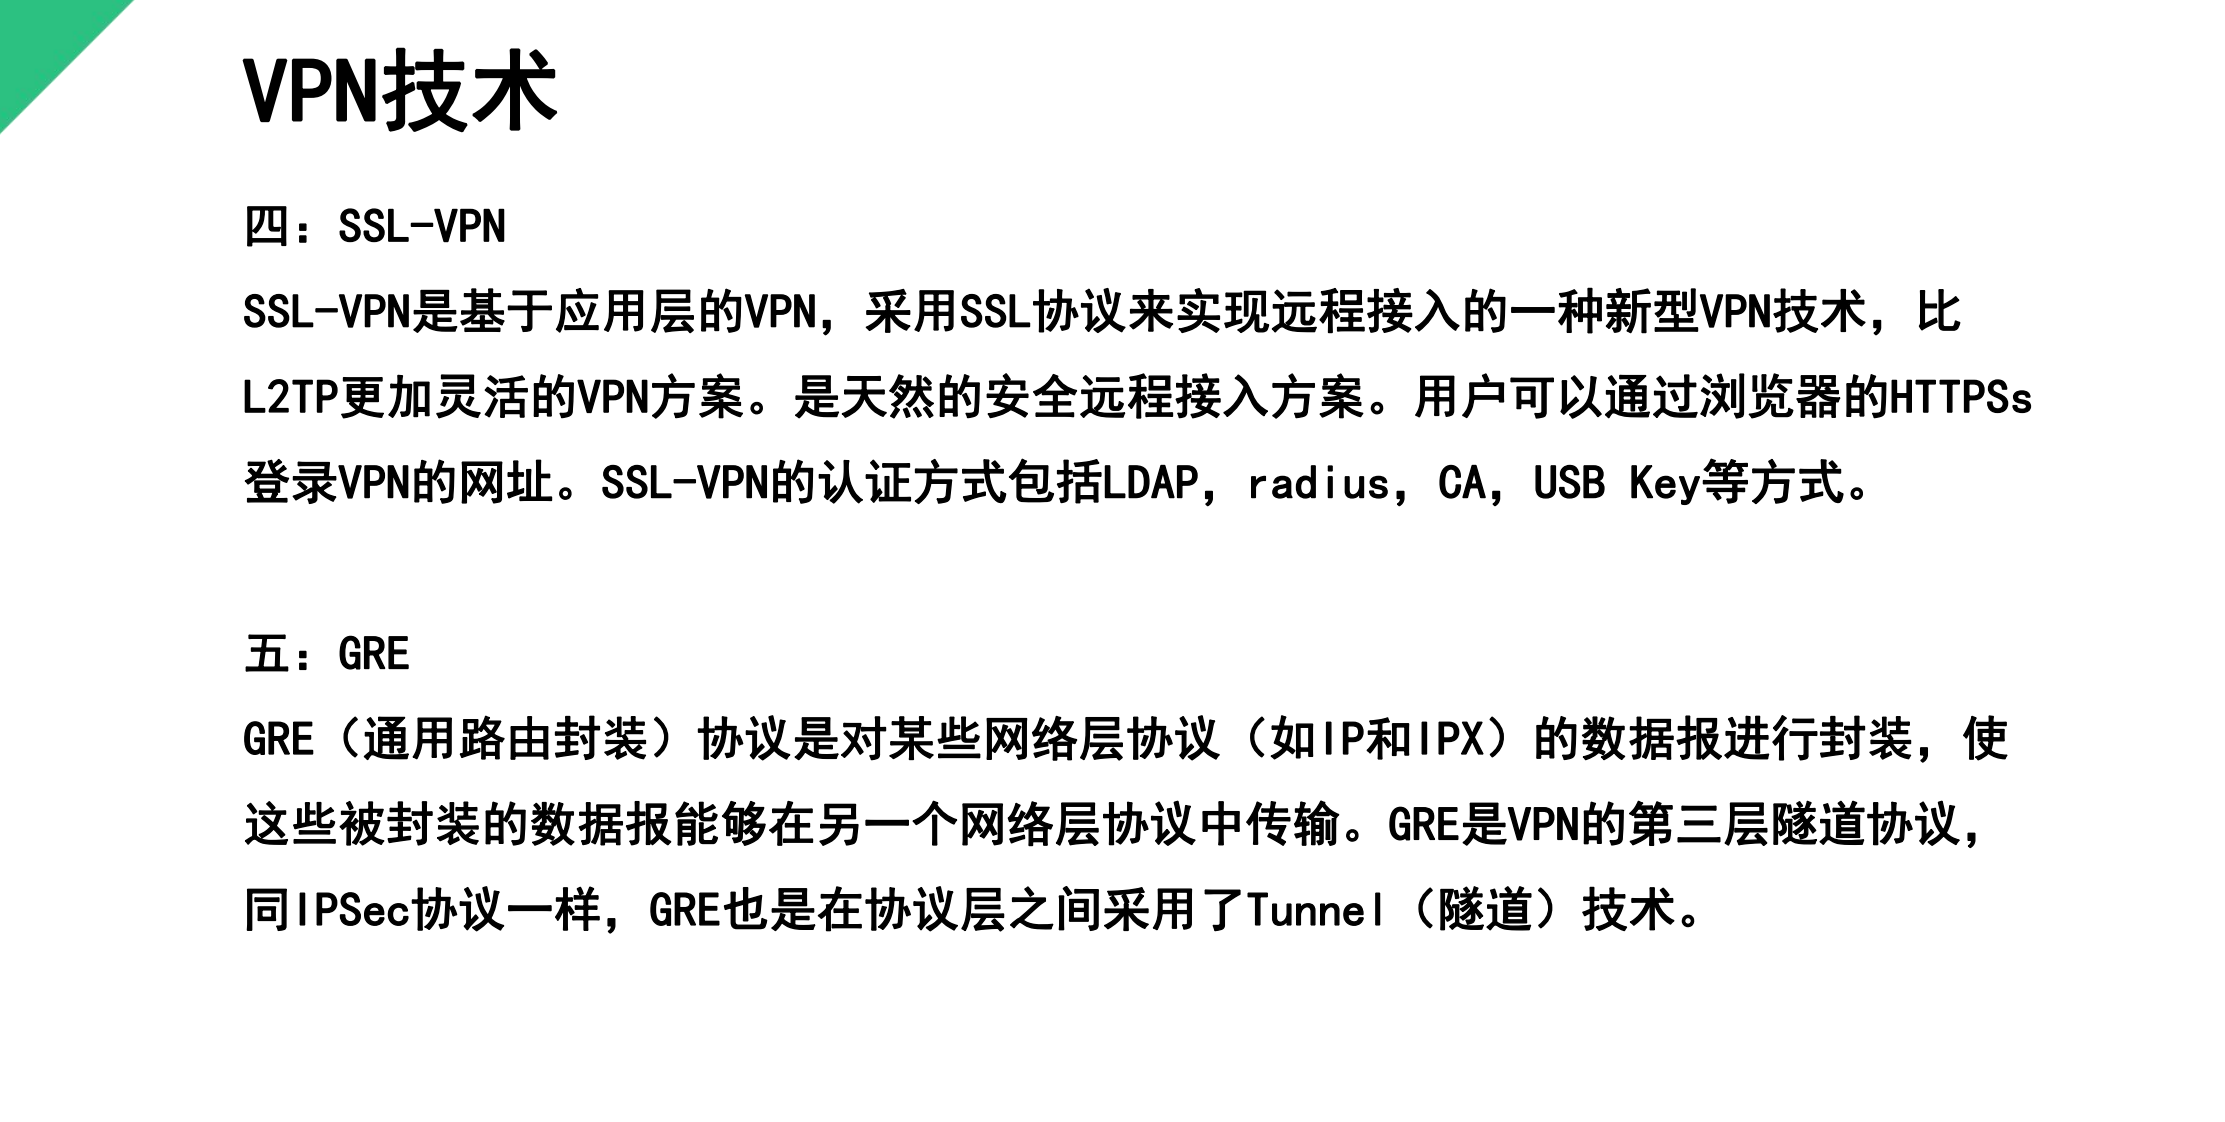 VPN技术
四：SSL-VPN
SSL-VPN是基于应用层的VPN，采用SSL协议来实现远程接入的一种新型VPN技术，比
L2TP更加灵活的VPN方案。是天然的安全远程接入方案。用户可以通过浏览器的HTTPSs
登录VPN的网址。SSL-VPN的认证方式包括LDAP，radius，CA，USB Key等方式。
五：GRE
GRE（通用路由封装）协议是对某些网络层协议（如IP和IPX）的数据报进行封装，使
这些被封装的数据报能够在另一个网络层协议中传输。GRE是VPN的第三层隧道协议，
同IPSec协议一样，GRE也是在协议层之间采用了Tunnel（隧道）技术。